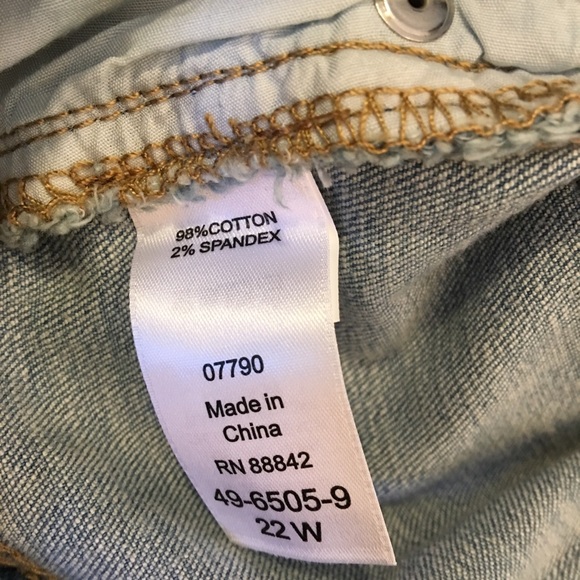 98%COTTON
2% SPANDEX
07790
Made in
China
RN 88842
49-6505-9
22 W